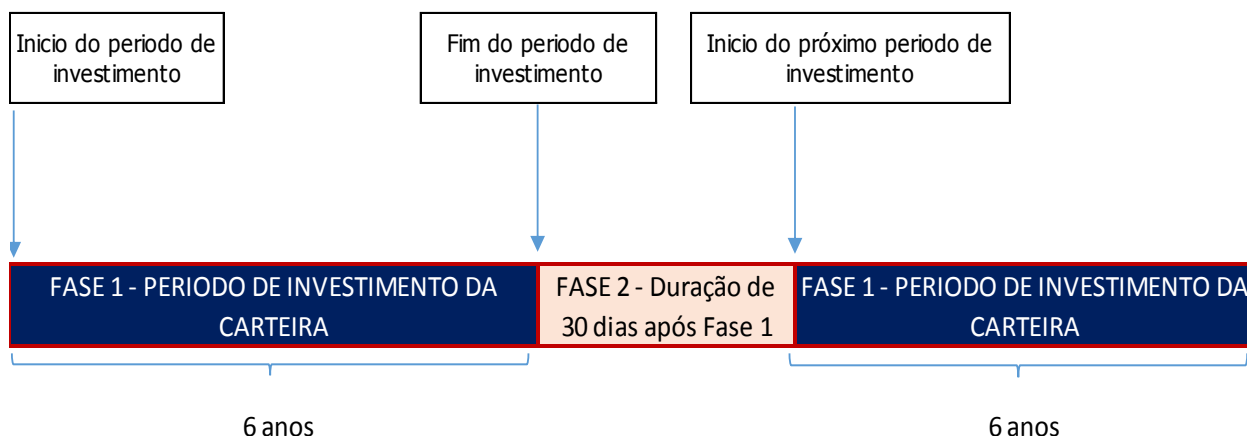 Inicio do periodo de
investimento
Fim do periodo de
investimento
Inicio do próximo periodo de
investimento
FASE 1 - PERIODO DE INVESTIMENTO DA
CARTEIRA
FASE 2 - Duração de
30 dias após Fase 1
FASE 1 - PERIODO DE INVESTIMENTO DA
CARTEIRA
6 anos
6 anos